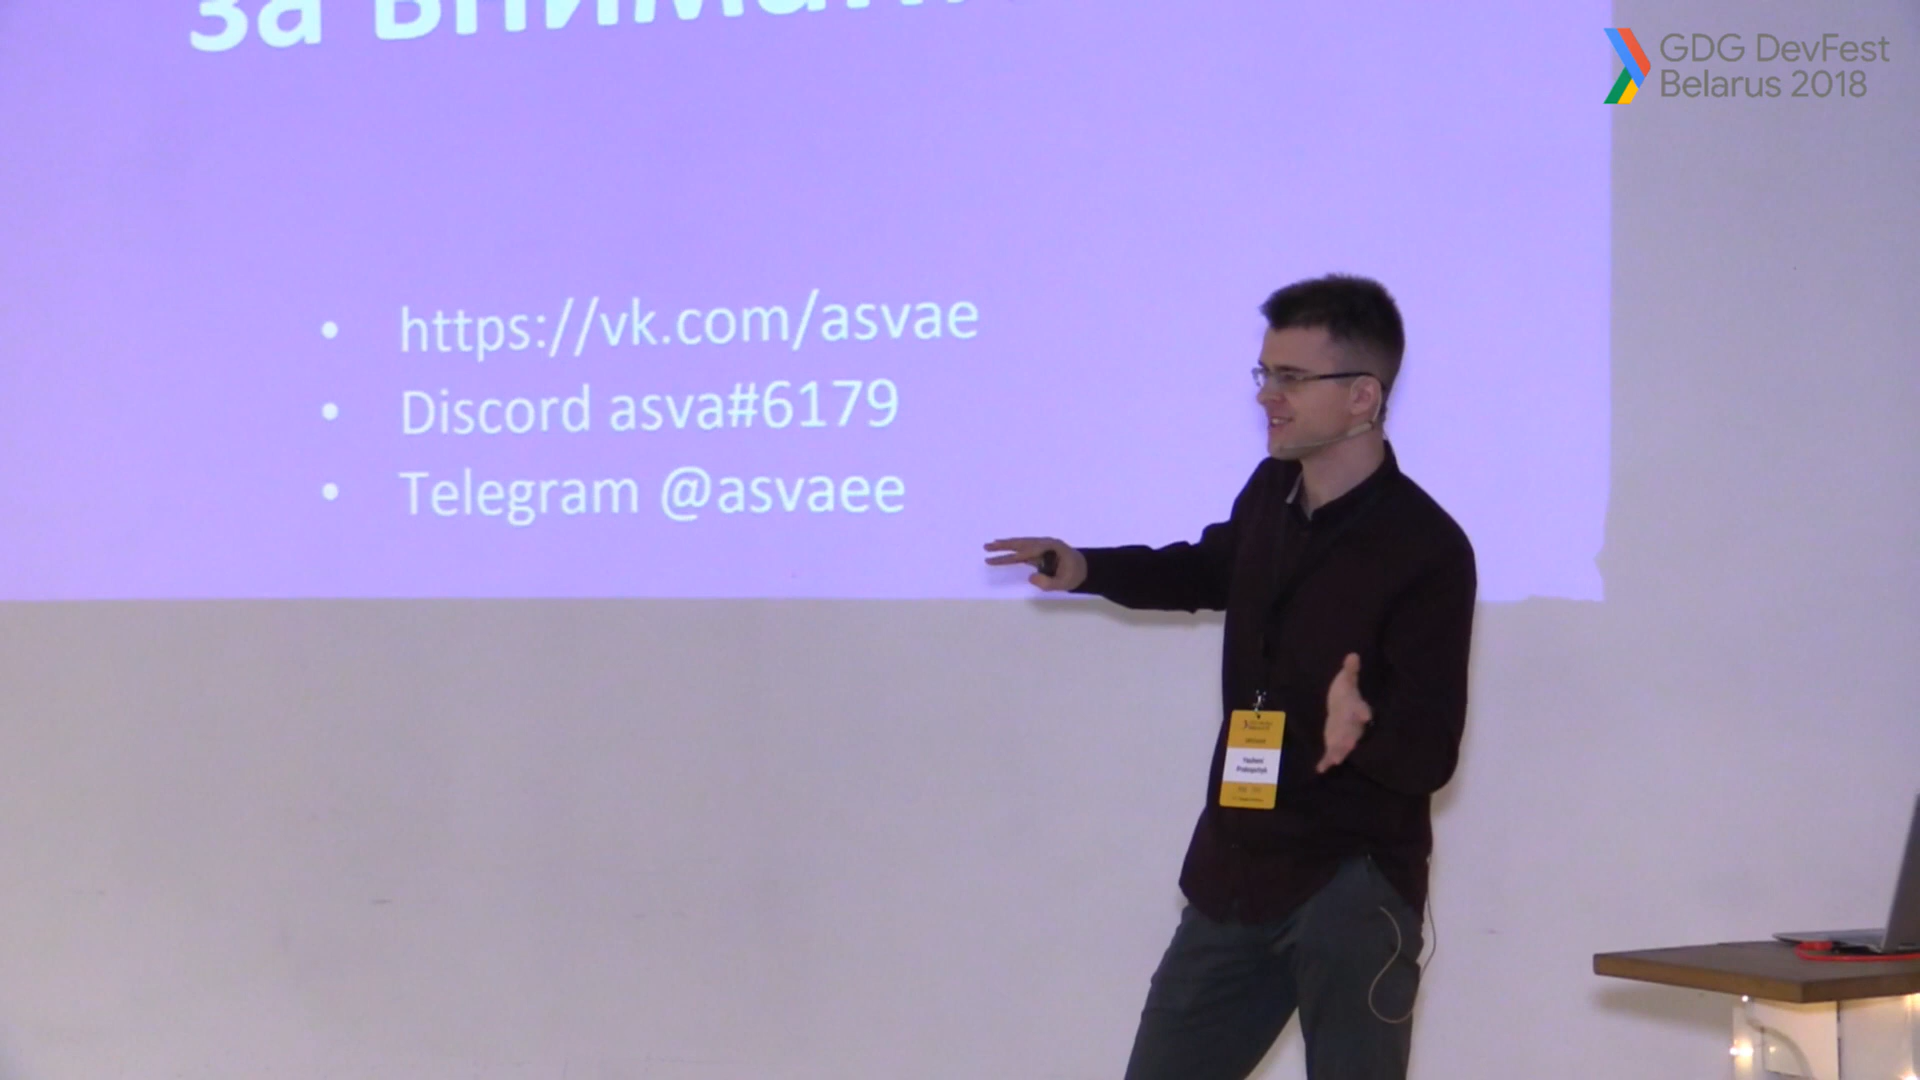 за вниман
GDG DevFest
Belarus 2018
https://vk.com/asvae
Discord asva#6179
Telegram @asvaee